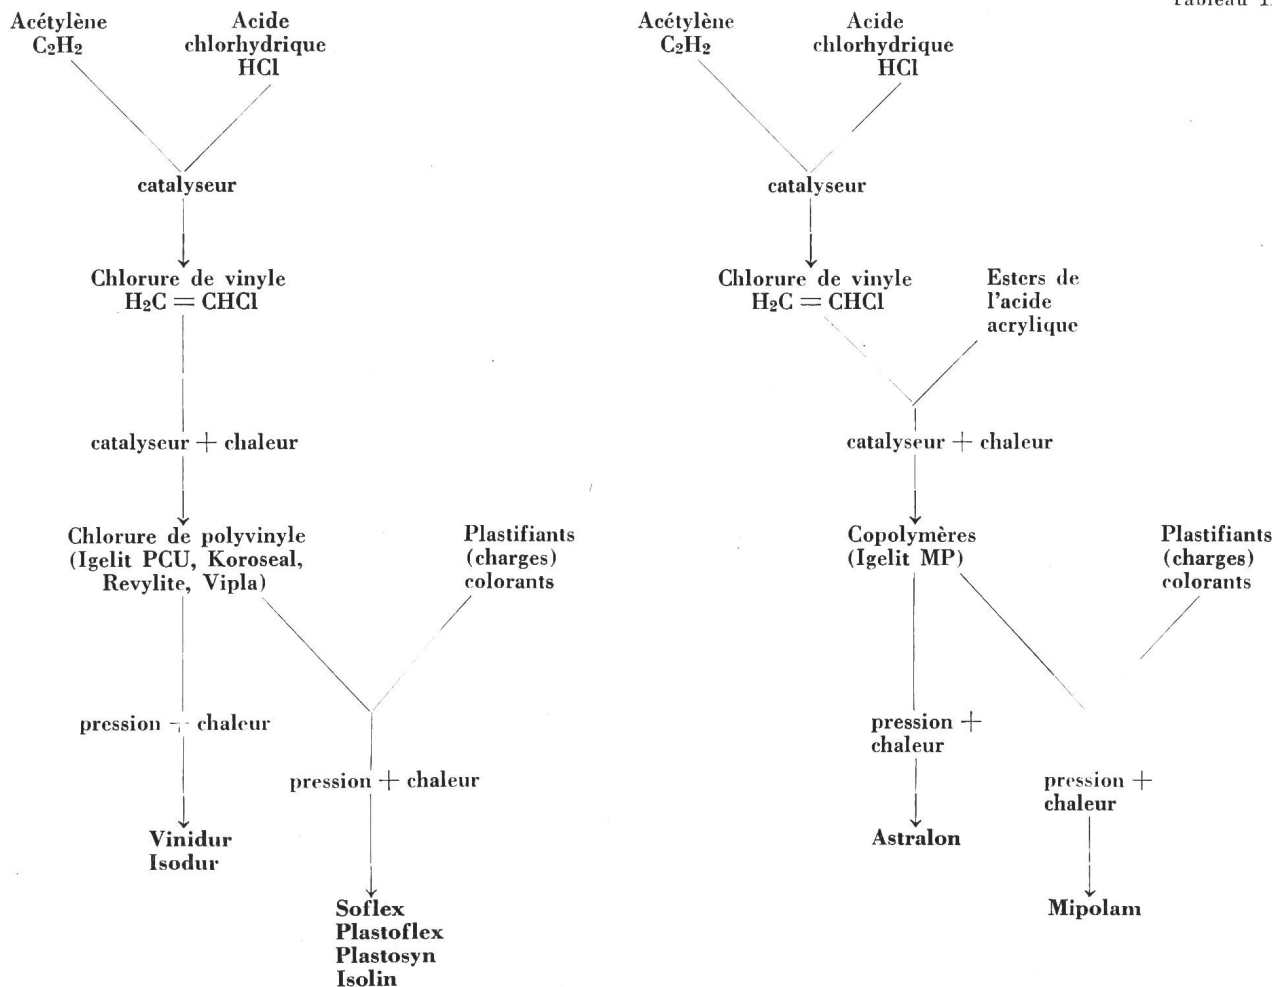 Tableau
Acétylène
C2H2
Acide
chlorhydrique
HCl
catalyseur
Chlorure de vinyle
H2C = CHCl
catalyseur + chaleur
Chlorure de polyvinyle
(Igelit PCU, Koroseal,
Revylite, Vipla)
Plastifiants
(charges)
colorants
pression + chaleur
Vinidur
Isodur
pression + chaleur
Soflex
Plastoflex
Plastosyn
Isolin
Acétylène
C2H2
Acide
chlorhydrique
HCl
catalyseur
Chlorure de vinyle
H2C = CHCl
Esters de
l'acide
acrylique
catalyseur + chaleur
Copolymères
(Igelit MP)
Plastifiants
(charges)
colorants
pression +
chaleur
Astralon
pression +
chaleur
Mipolam